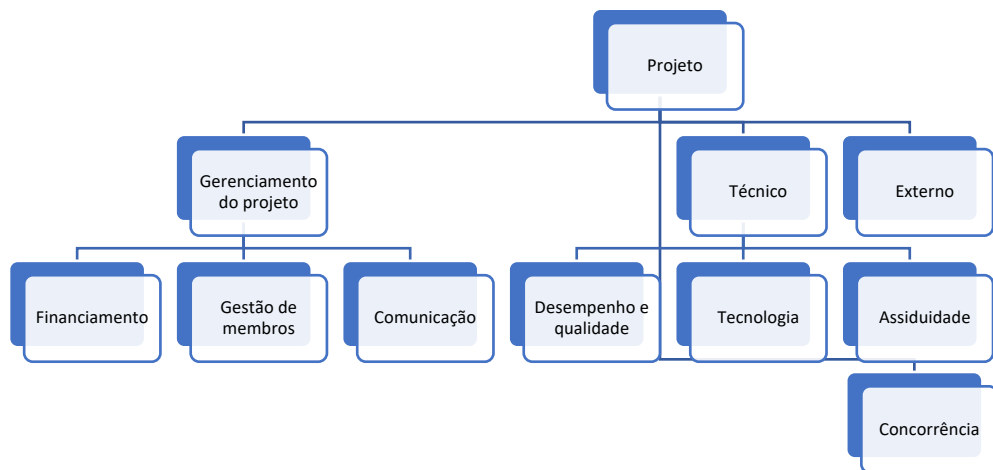 Projeto
Gerenciamento
do projeto
Técnico
Externo
Financiamento
Gestão de
membros
Comunicação
Desempenho e
qualidade
Tecnologia
Assiduidade
Concorrência